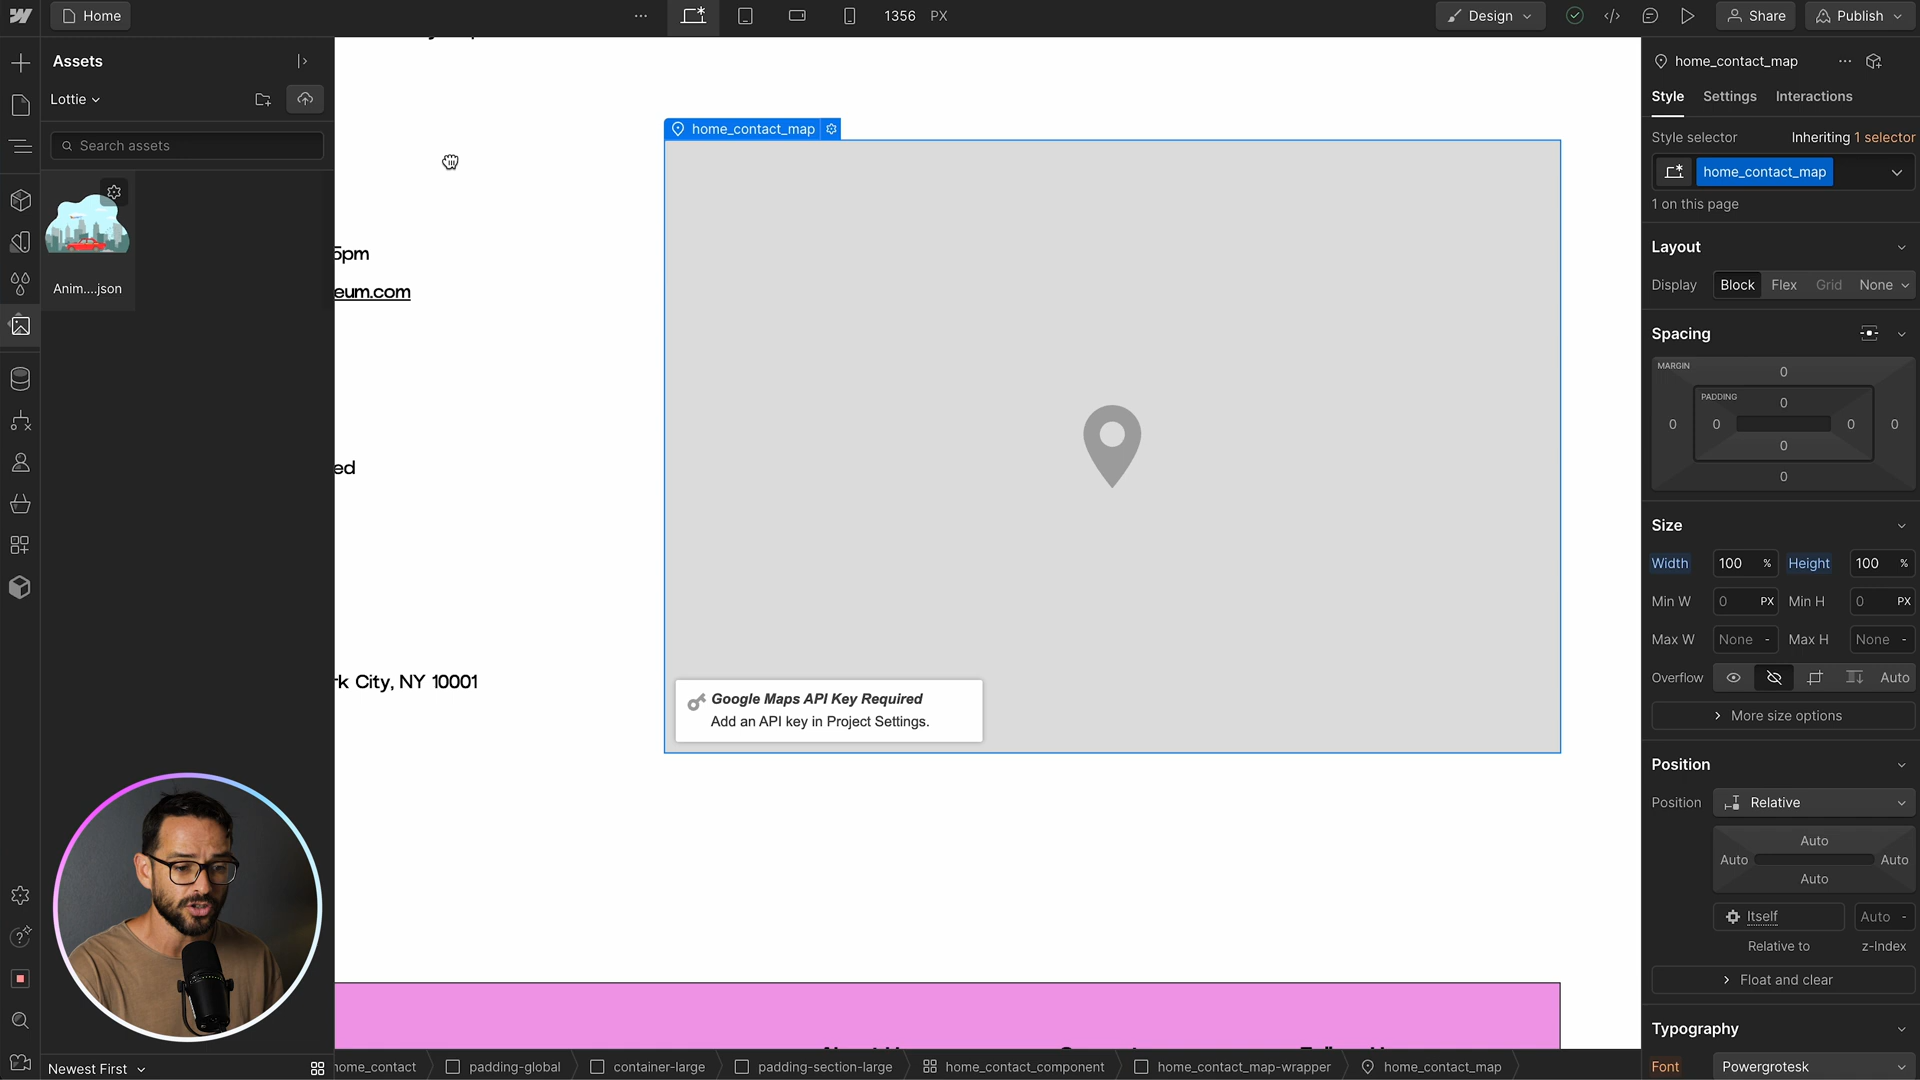 Home
1356 PX
Design
Share
Publish
Assets
Lottie
Search assets
Anim....json
Newest First
5pm
eum.com
ed
rk City, NY 10001
home_contact_map
Google Maps API Key Required
Add an API key in Project Settings.
home_contact
padding-global
container-large
padding-section-large
home_contact_component
home_contact_map-wrapper
home_contact_map
home_contact_map
Style Settings Interactions
Style selector Inheriting 1 selector
home_contact_map
1 on this page
Layout
Display Block Flex Grid None
Spacing
MARGIN
0
PADDING
0
0 0 0 0
0
0
Size
Width 100 % Height 100 %
Min W 0 PX Min H 0 PX
Max W None - Max H None -
Overflow Auto
More size options
Position
Position Relative
Auto
Auto Auto
Auto
Itself Auto -
Relative to z-Index
Float and clear
Typography
Font Powergrotesk